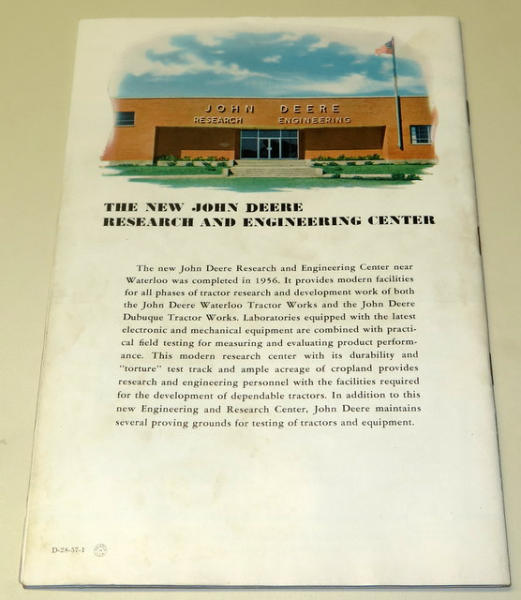 JOHN DEERE
RESEARCH ENGINEERING
THE NEW JOHN DEERE
RESEARCH AND ENGINEERING CENTER
The new John Deere Research and Engineering Center near
Waterloo was completed in 1956. It provides modern facilities
for all phases of tractor research and development work of both
the John Deere Waterloo Tractor Works and the John Deere
Dubuque Tractor Works. Laboratories equipped with the latest
electronic and mechanical equipment are combined with practi-
cal field testing for measuring and evaluating product perform-
ance. This modern research center with its durability and
"torture" test track and ample acreage of cropland provides
research and engineering personnel with the facilities required
for the development of dependable tractors. In addition to this
new Engineering and Research Center, John Deere maintains
several proving grounds for testing of tractors and equipment.
D-28-57-1